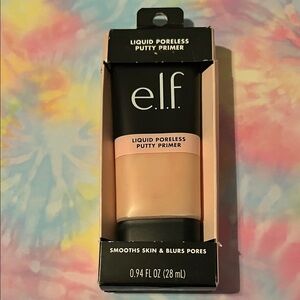 LIQUID PORELESS
PUTTY PRIMER
e.l.f.
LIQUID PORELESS
PUTTY PRIMER
SMOOTHS SKIN & BLURS PORES
0.94 FL OZ (28 mL)